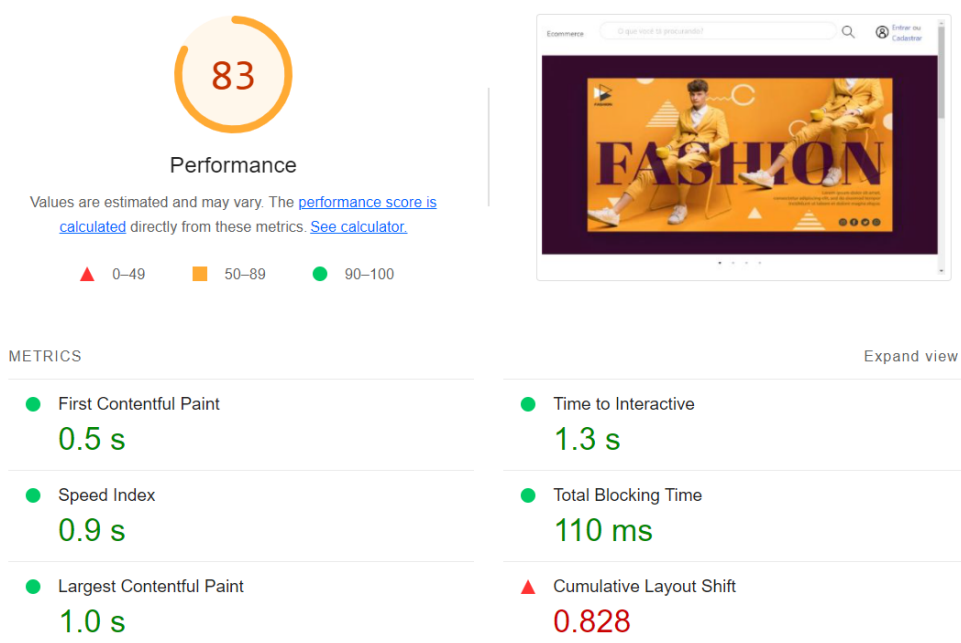 83
Performance
Values are estimated and may vary. The performance score is
calculated directly from these metrics. See calculator.
0–49
50–89
90–100
Ecommerce
O que você tá procurando?
Entrar ou
Cadastrar
FASHION
METRICS
Expand view
First Contentful Paint
0.5 s
Time to Interactive
1.3 s
Speed Index
0.9 s
Total Blocking Time
110 ms
Largest Contentful Paint
1.0 s
Cumulative Layout Shift
0.828